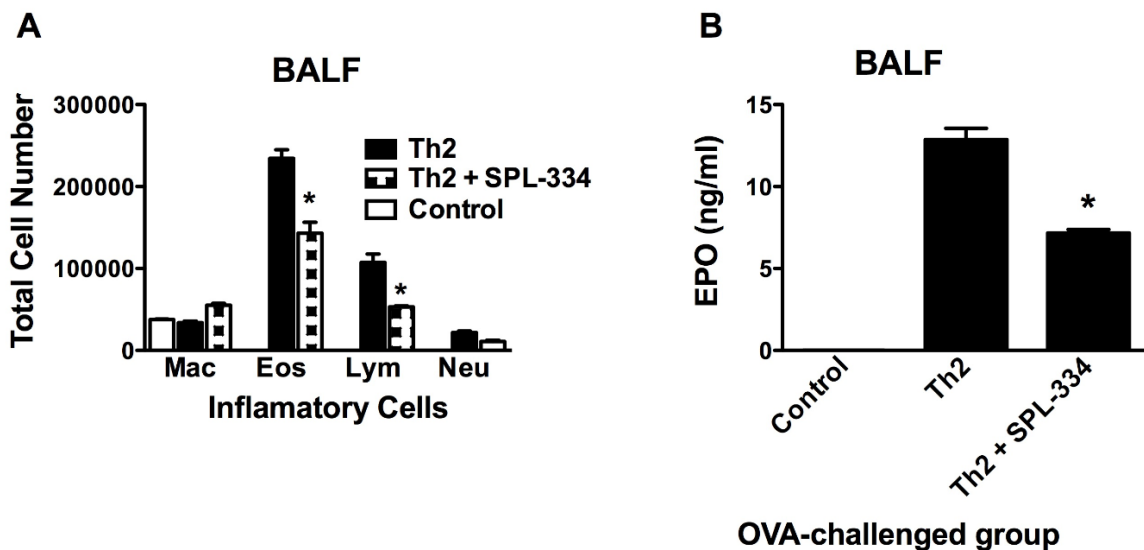 A
BALF
Total Cell Number
300000
200000
100000
0
Th2
Th2 + SPL-334
Control
*
*
Mac Eos Lym Neu
Inflamatory Cells
B
BALF
EPO (ng/ml)
15
10
5
0
*
Control
Th2
Th2 + SPL-334
OVA-challenged group